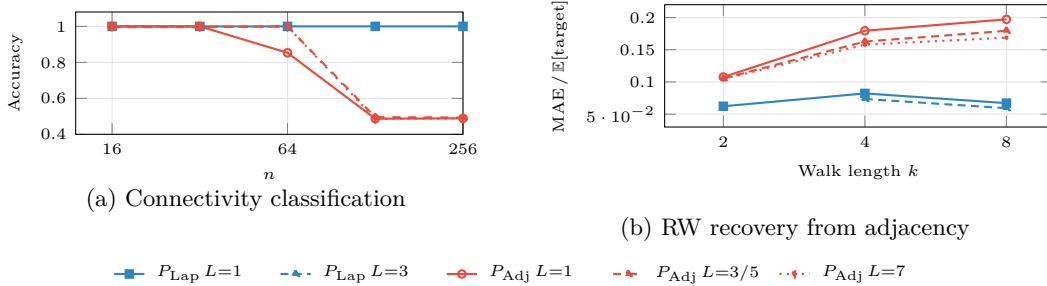 Accuracy
1
0.8
0.6
0.4
16
64
256
n
(a) Connectivity classification
MAE / 𝔼[target]
0.2
0.15
0.1
5 · 10⁻²
2
4
8
Walk length k
(b) RW recovery from adjacency
P_Lap L=1
P_Lap L=3
P_Adj L=1
P_Adj L=3/5
P_Adj L=7